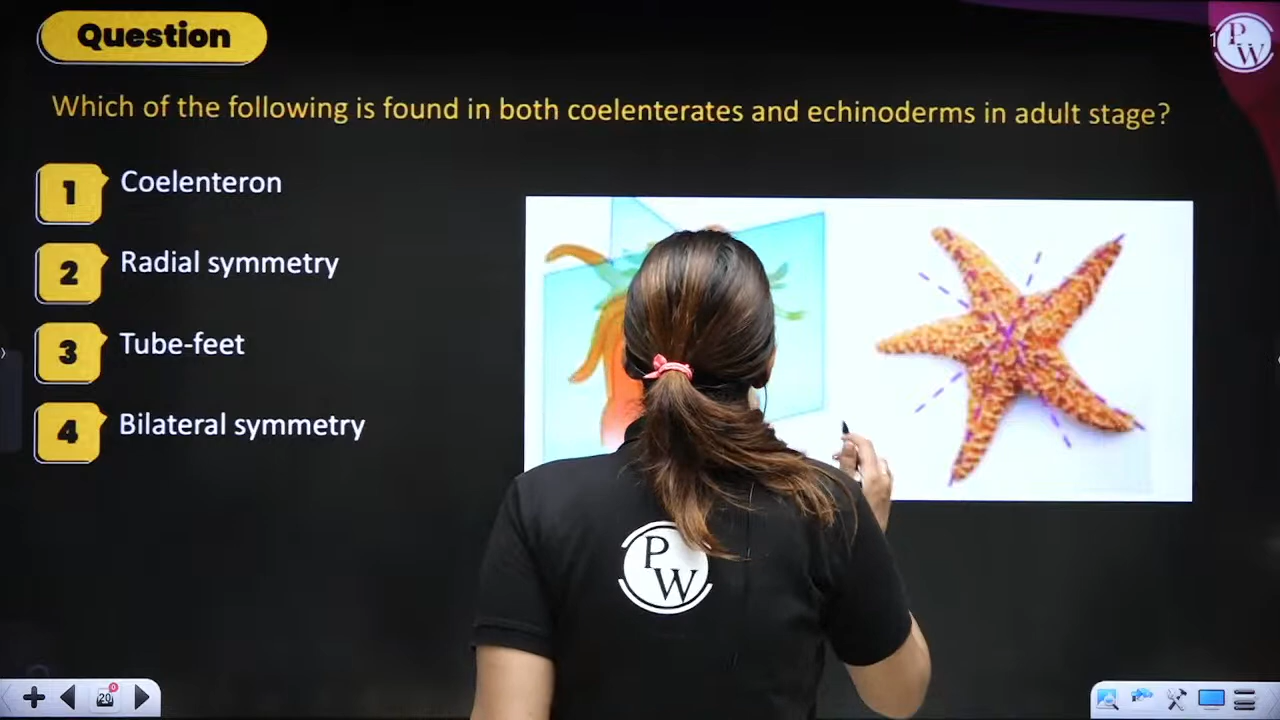 Question
PW
Which of the following is found in both coelenterates and echinoderms in adult stage?
1 Coelenteron
2 Radial symmetry
3 Tube-feet
4 Bilateral symmetry
PW
20